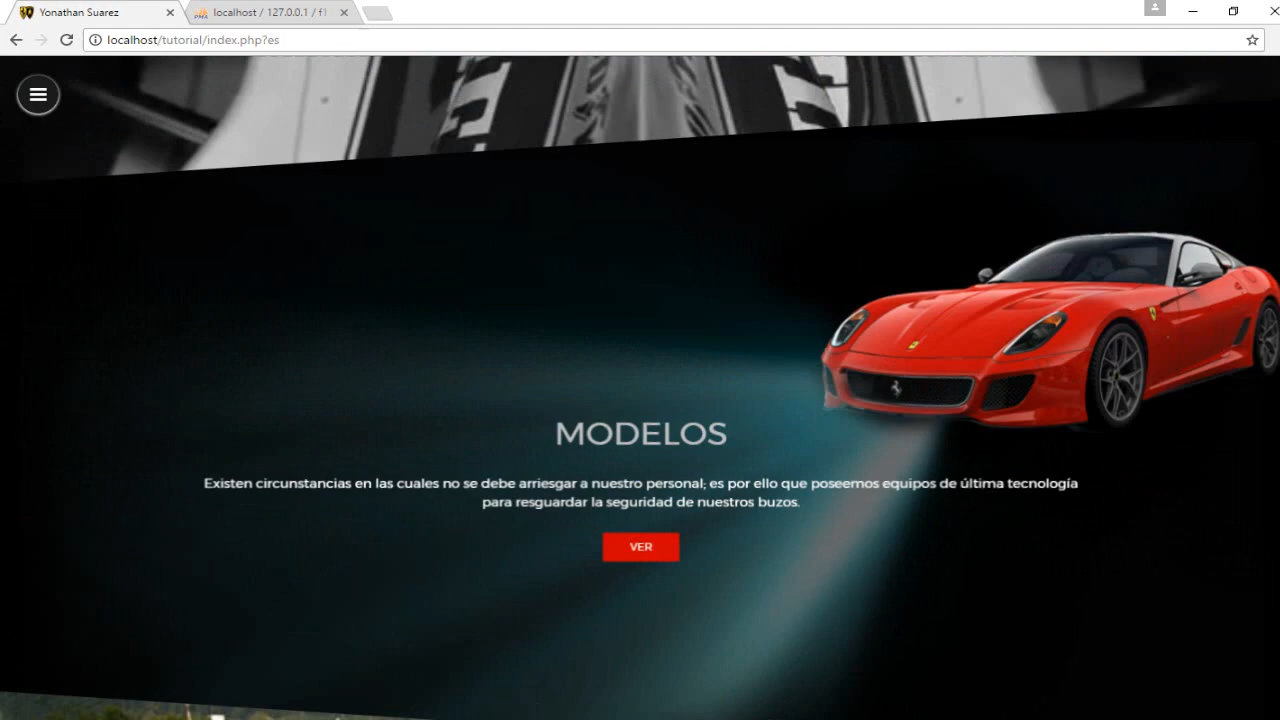 Yonathan Suarez
localhost / 127.0.0.1 / f1
localhost/tutorial/index.php?es
MODELOS
Existen circunstancias en las cuales no se debe arriesgar a nuestro personal; es por ello que poseemos equipos de última tecnología
para resguardar la seguridad de nuestros buzos.
VER